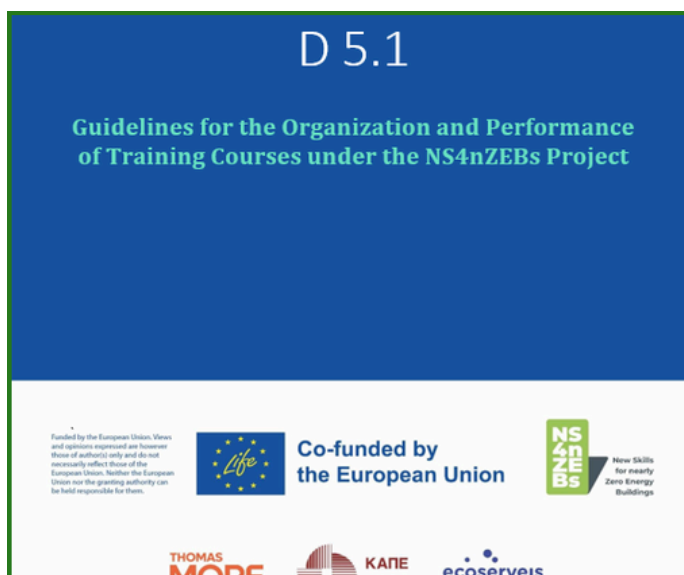 D 5.1
Guidelines for the Organization and Performance
of Training Courses under the NS4nZEBs Project
Funded by the European Union. Views
and opinions expressed are however
those of author(s) only and do not
necessarily reflect those of the
European Union. Neither the European
Union nor the granting authority can
be held responsible for them.
Life
Co-funded by
the European Union
NS
4n
ZE
Bs
New Skills
for nearly
Zero Energy
Buildings
THOMAS
MORE
ΚΑΠΕ
ecoserveis